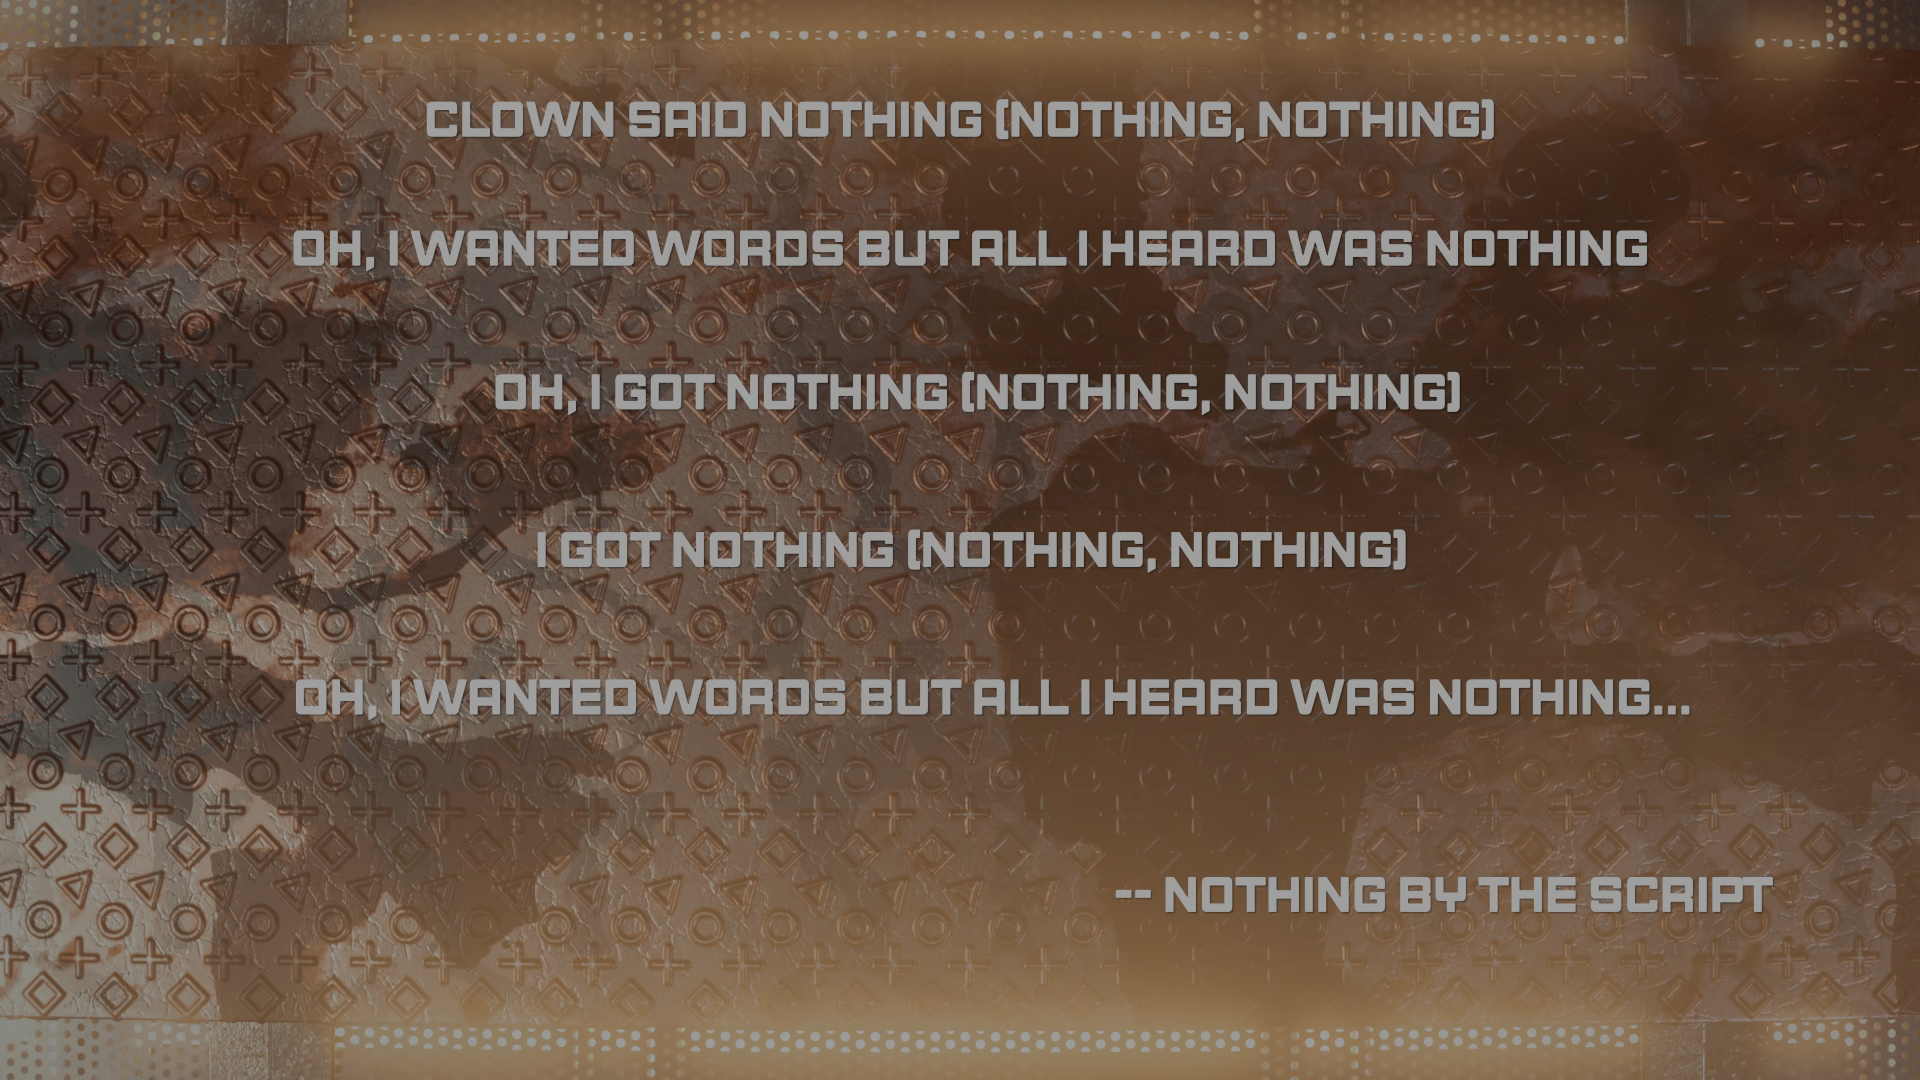 CLOWN SAID NOTHING (NOTHING, NOTHING)
OH, I WANTED WORDS BUT ALL I HEARD WAS NOTHING
OH, I GOT NOTHING (NOTHING, NOTHING)
I GOT NOTHING (NOTHING, NOTHING)
OH, I WANTED WORDS BUT ALL I HEARD WAS NOTHING...
-- NOTHING BY THE SCRIPT